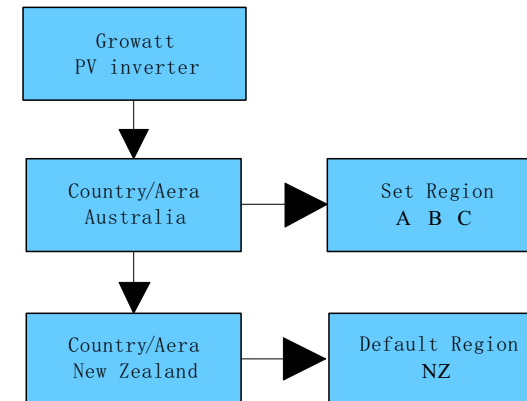 Growatt
PV inverter
Country/Aera
Australia
Set Region
A B C
Country/Aera
New Zealand
Default Region
NZ